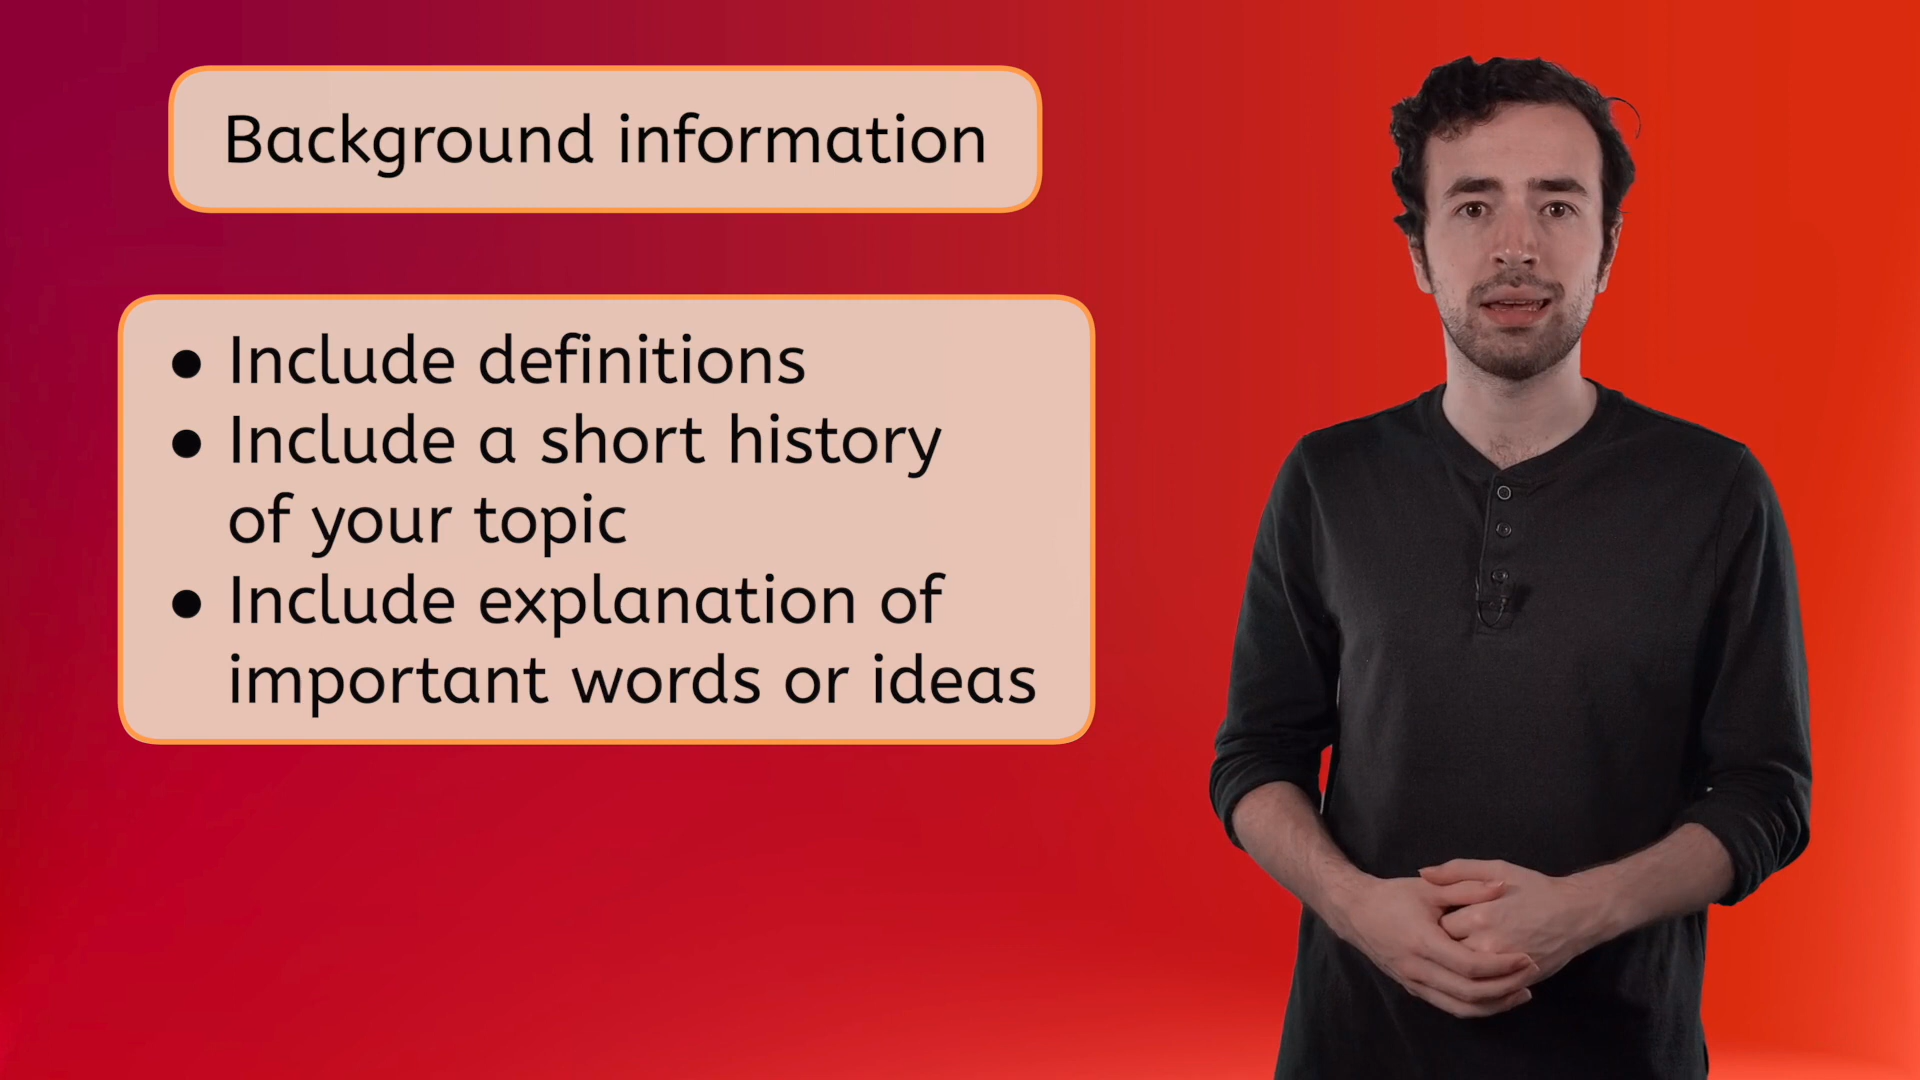 Background information
● Include definitions
● Include a short history
of your topic
● Include explanation of
important words or ideas